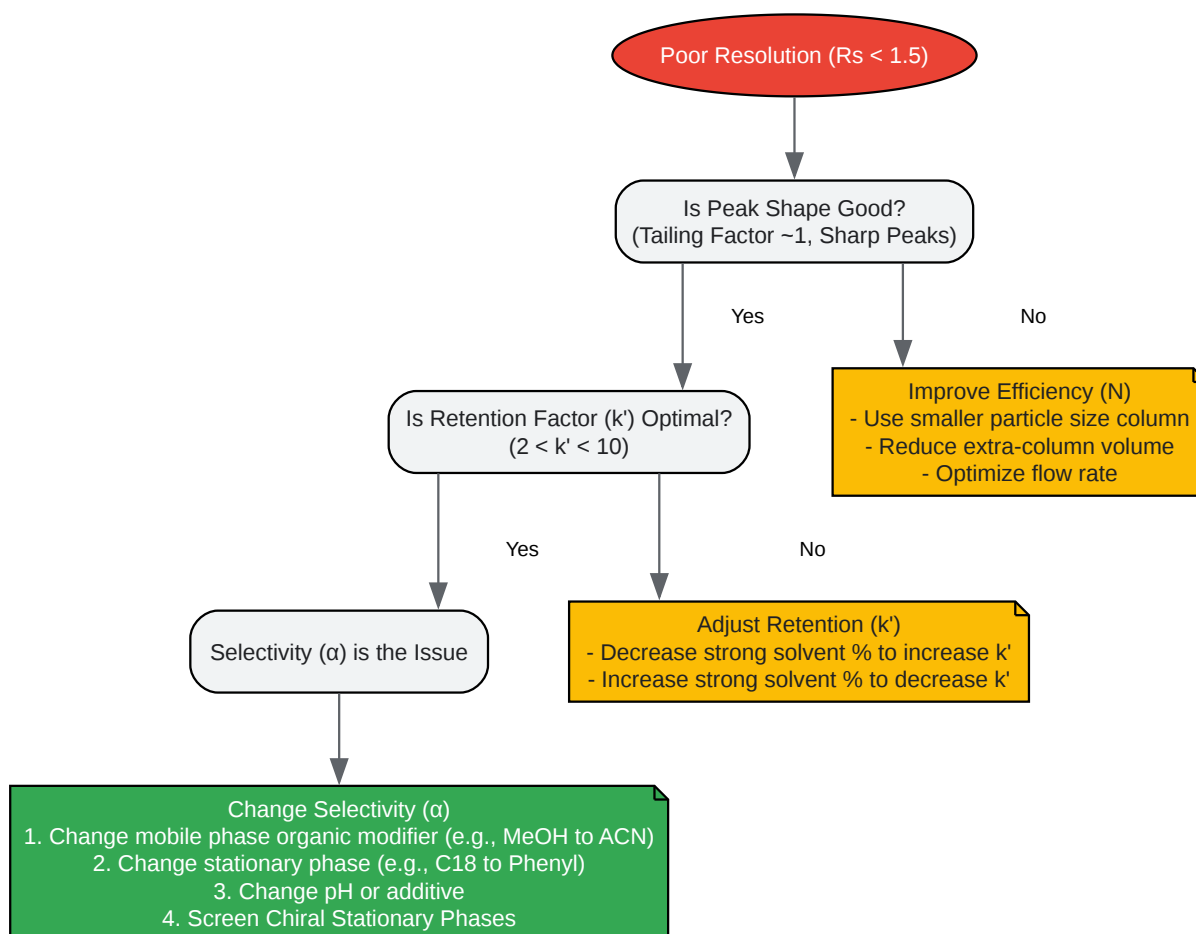 Poor Resolution (Rs < 1.5)
Is Peak Shape Good?
(Tailing Factor ~1, Sharp Peaks)
Yes
No
Improve Efficiency (N)
- Use smaller particle size column
- Reduce extra-column volume
- Optimize flow rate
Is Retention Factor (k') Optimal?
(2 < k' < 10)
Yes
No
Adjust Retention (k')
- Decrease strong solvent % to increase k'
- Increase strong solvent % to decrease k'
Selectivity (α) is the Issue
Change Selectivity (α)
1. Change mobile phase organic modifier (e.g., MeOH to ACN)
2. Change stationary phase (e.g., C18 to Phenyl)
3. Change pH or additive
4. Screen Chiral Stationary Phases